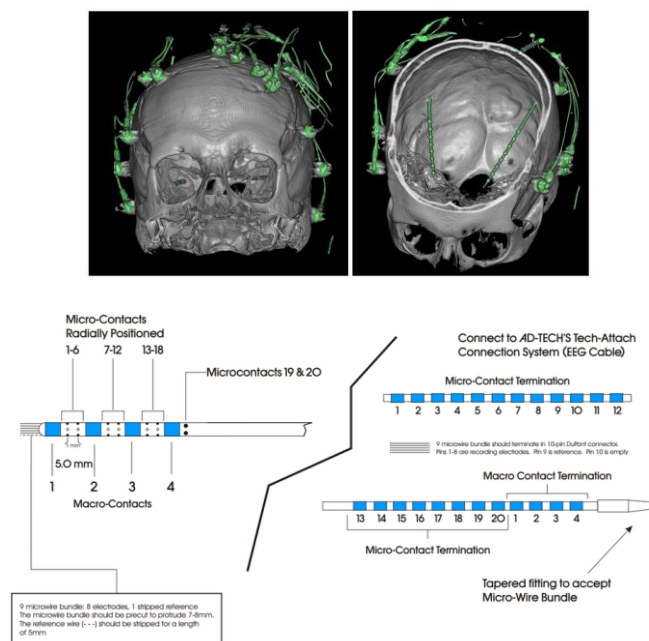 Micro-Contacts
Radially Positioned
1-6 7-12 13-18
Microcontacts 19 & 20
1 mm
5.0 mm
1 2 3 4
Macro-Contacts
9 microwire bundle: 8 electrodes, 1 stripped reference
The microwire bundle should be precut to protrude 7-8mm.
The reference wire (- - -) should be stripped for a length
of 5mm
Connect to AD-TECH'S Tech-Attach
Connection System (EEG Cable)
Micro-Contact Termination
1 2 3 4 5 6 7 8 9 10 11 12
9 microwire bundle should terminate in 10-pin DuPont connector.
Pins 1-8 are recording electrodes. Pin 9 is reference. Pin 10 is empty
Macro Contact Termination
13 14 15 16 17 18 19 20 1 2 3 4
Micro-Contact Termination
Tapered fitting to accept
Micro-Wire Bundle